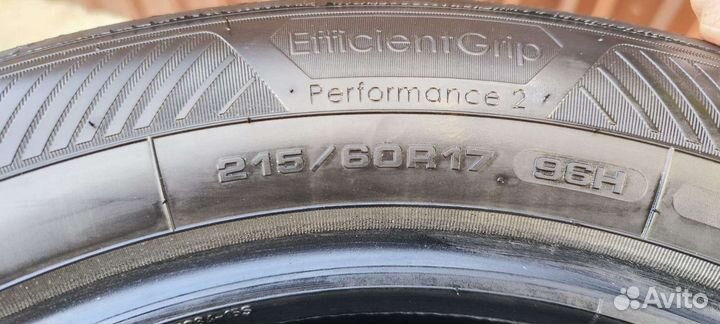 EfficientGrip
Performance 2
215/60R17 96H
Avito